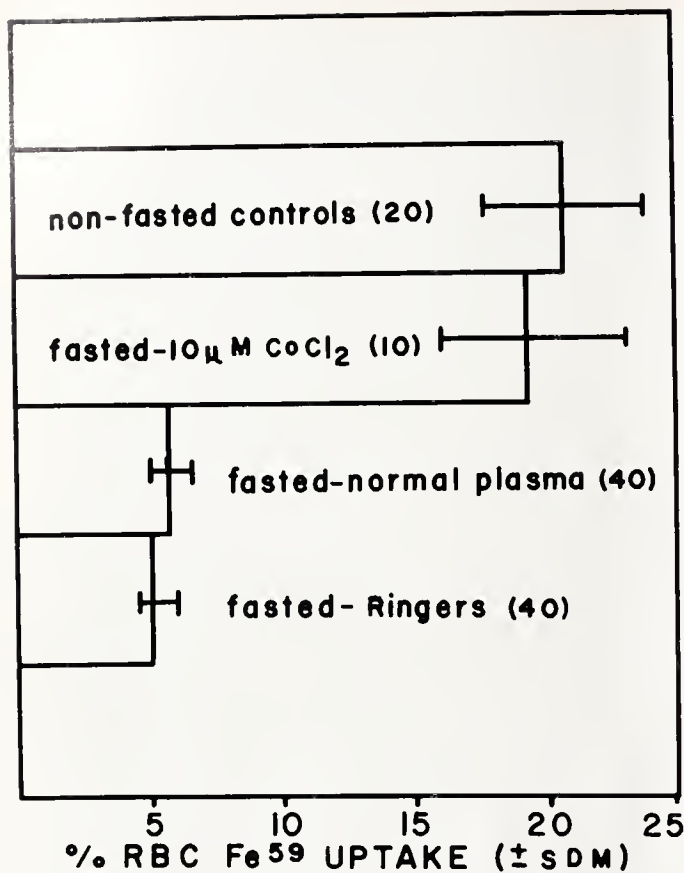 non-fasted controls (20)
fasted-10μM CoCl₂ (10)
fasted-normal plasma (40)
fasted-Ringers (40)
5 10 15 20 25
% RBC Fe⁵⁹ UPTAKE (± SDM)